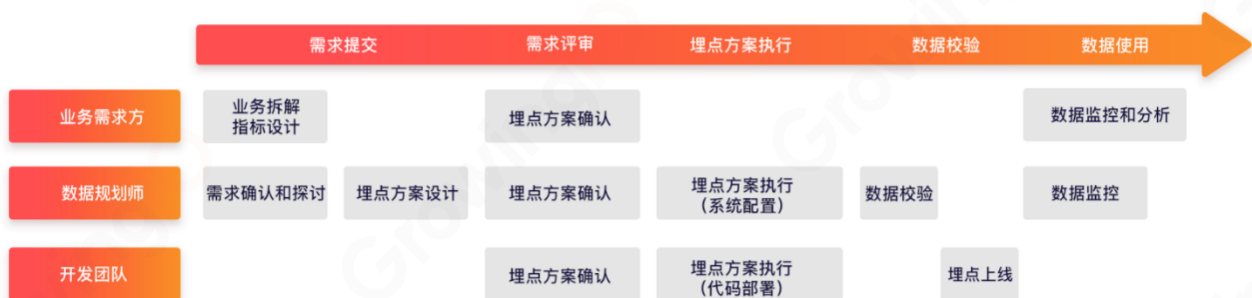 需求提交 需求评审 埋点方案执行 数据校验 数据使用
业务需求方
业务拆解
指标设计
埋点方案确认
数据监控和分析
数据规划师
需求确认和探讨
埋点方案设计
埋点方案确认
埋点方案执行
（系统配置）
数据校验
数据监控
开发团队
埋点方案确认
埋点方案执行
（代码部署）
埋点上线